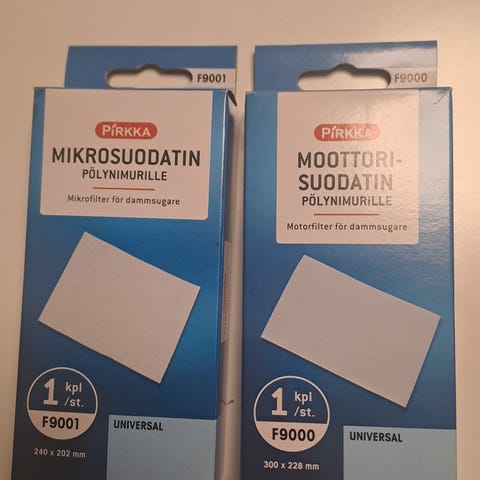 F9001
PIRKKA
MIKROSUODATIN
PÖLYNIMURILLE
Mikrofilter för dammsugare
1 kpl
/st.
F9001
UNIVERSAL
240 x 202 mm
F9000
PIRKKA
MOOTTORI-
SUODATIN
PÖLYNIMURILLE
Motorfilter för dammsugare
1 kpl
/st.
F9000
UNIVERSAL
300 x 228 mm